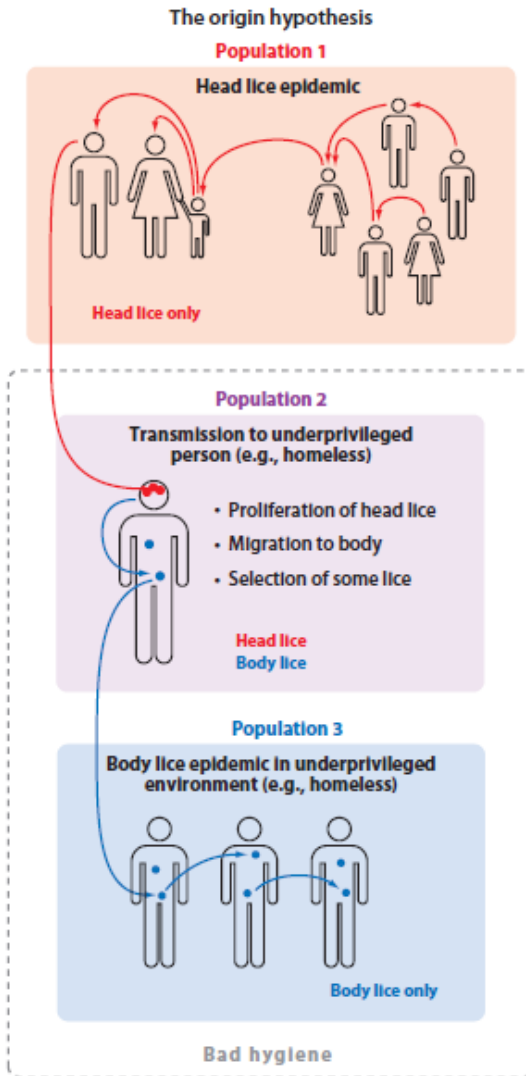 The origin hypothesis
Population 1
Head lice epidemic
Head lice only
Population 2
Transmission to underprivileged
person (e.g., homeless)
• Proliferation of head lice
• Migration to body
• Selection of some lice
Head lice
Body lice
Population 3
Body lice epidemic in underprivileged
environment (e.g., homeless)
Body lice only
Bad hygiene